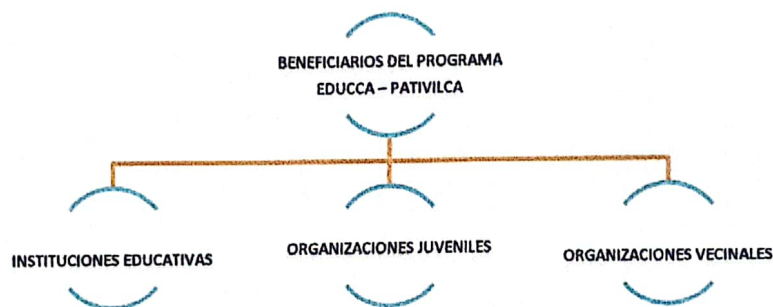 BENEFICIARIOS DEL PROGRAMA
EDUCCA – PATIVILCA
INSTITUCIONES EDUCATIVAS
ORGANIZACIONES JUVENILES
ORGANIZACIONES VECINALES